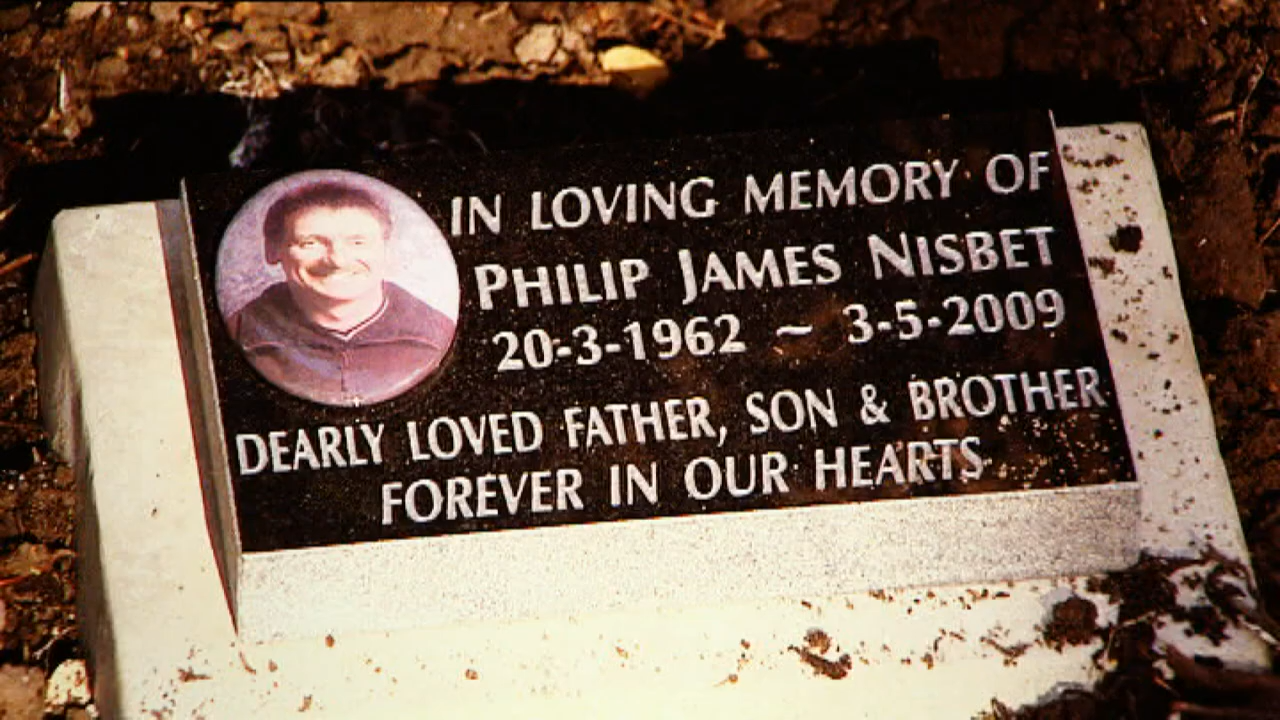 IN LOVING MEMORY OF
PHILIP JAMES NISBET
20-3-1962 ~ 3-5-2009
DEARLY LOVED FATHER, SON & BROTHER
FOREVER IN OUR HEARTS